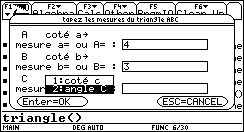 F1 F2 F3 F4 F5 F6
tapez les mesures du triangle ABC
A coté a→
mesure a= ou A= : 4
B coté b→
mesure b= ou B= : 3
C
1:coté c
mesur
2:angle C
Enter=OK ESC=CANCEL
triangle()
MAIN DEG AUTO FUNC 6/30